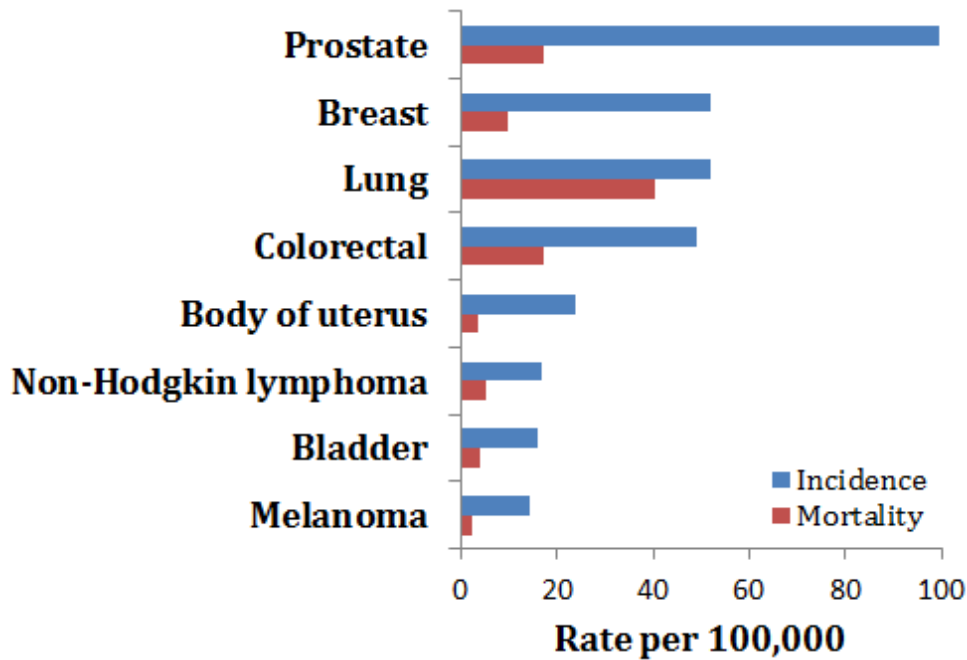 Prostate
Breast
Lung
Colorectal
Body of uterus
Non-Hodgkin lymphoma
Bladder
Melanoma
Incidence
Mortality
0 20 40 60 80 100
Rate per 100,000